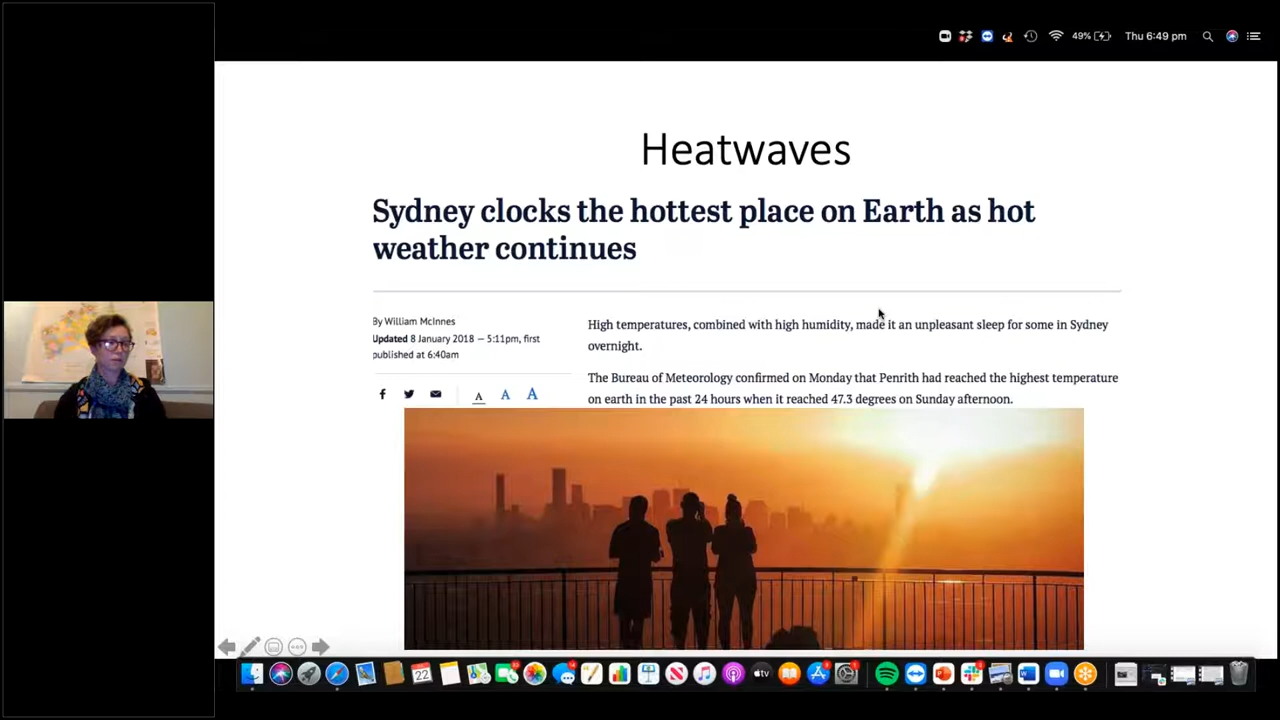 49%
Thu 6:49 pm
Heatwaves
Sydney clocks the hottest place on Earth as hot
weather continues
By William McInnes
Updated 8 January 2018 — 5:11pm, first
published at 6:40am
A A A
High temperatures, combined with high humidity, made it an unpleasant sleep for some in Sydney
overnight.
The Bureau of Meteorology confirmed on Monday that Penrith had reached the highest temperature
on earth in the past 24 hours when it reached 47.3 degrees on Sunday afternoon.
22
tv